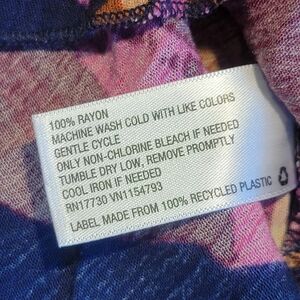 100% RAYON
MACHINE WASH COLD WITH LIKE COLORS
GENTLE CYCLE
ONLY NON-CHLORINE BLEACH IF NEEDED
TUMBLE DRY LOW, REMOVE PROMPTLY
COOL IRON IF NEEDED
RN17730 VN1154793
LABEL MADE FROM 100% RECYCLED PLASTIC